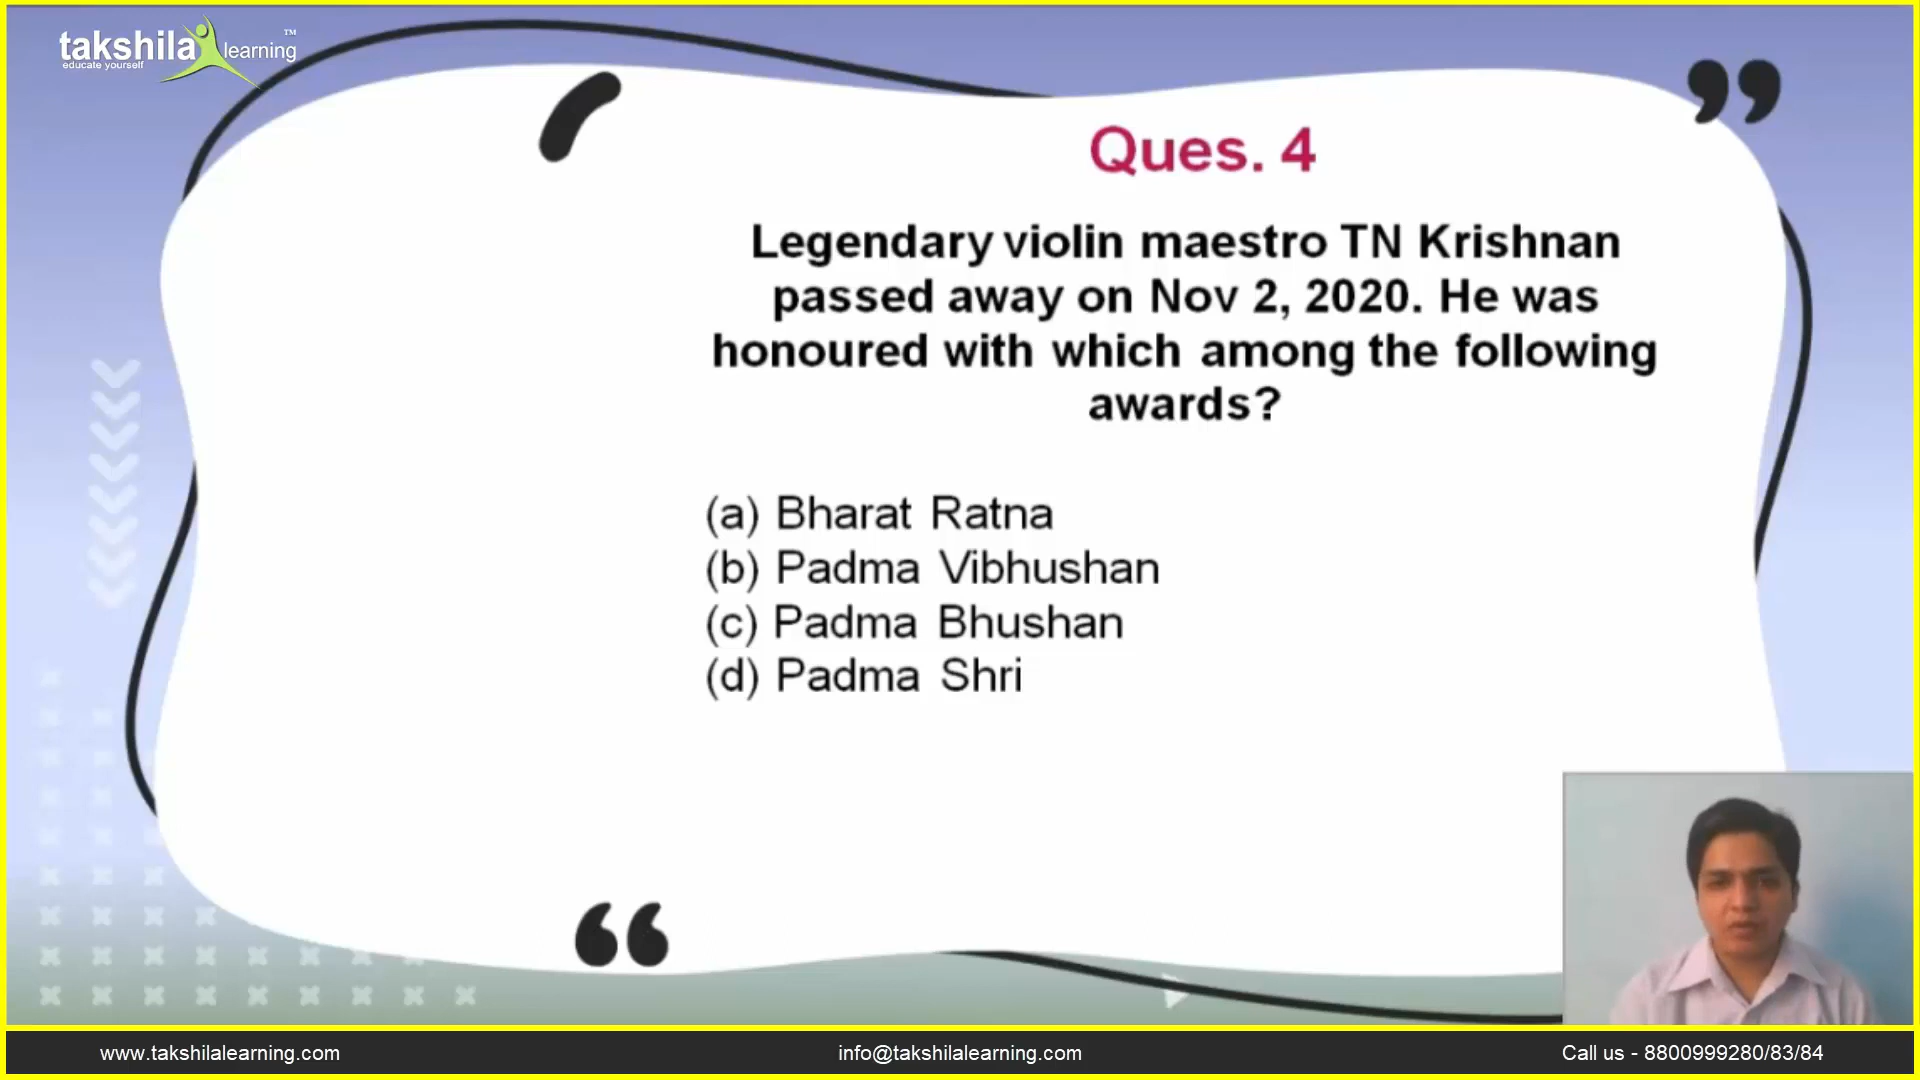 takshila learning™
educate yourself
Ques. 4
Legendary violin maestro TN Krishnan
passed away on Nov 2, 2020. He was
honoured with which among the following
awards?
(a) Bharat Ratna
(b) Padma Vibhushan
(c) Padma Bhushan
(d) Padma Shri
www.takshilalearning.com
info@takshilalearning.com
Call us - 8800999280/83/84